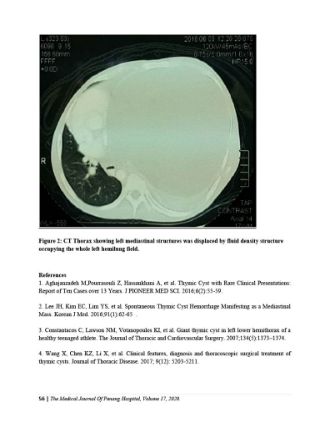 R
TAP
CONTRAST
Figure 2: CT Thorax showing left mediastinal structures was displaced by fluid density structure
occupying the whole left hemilung field.
References
1. Aghajanzadeh M,Pourrasouli Z, Hassankhani A, et al. Thymic Cyst with Rare Clinical Presentations:
Report of Ten Cases over 13 Years. J PIONEER MED SCI. 2016;6(2):53-59
2. Lee JH, Kim EC, Lim YS, et al. Spontaneous Thymic Cyst Hemorrhage Manifesting as a Mediastinal
Mass. Korean J Med. 2016;91(1):62-65 .
3. Constantacos C, Lawson NM, Votanopoulos KI, et al. Giant thymic cyst in left lower hemithorax of a
healthy teenaged athlete. The Journal of Thoracic and Cardiovascular Surgery. 2007;134(5):1373–1374.
4. Wang X, Chen KZ, Li X, et al. Clinical features, diagnosis and thoracoscopic surgical treatment of
thymic cysts. Journal of Thoracic Disease. 2017; 9(12): 5203-5211.
56 | The Medical Journal Of Penang Hospital, Volume 17, 2020.